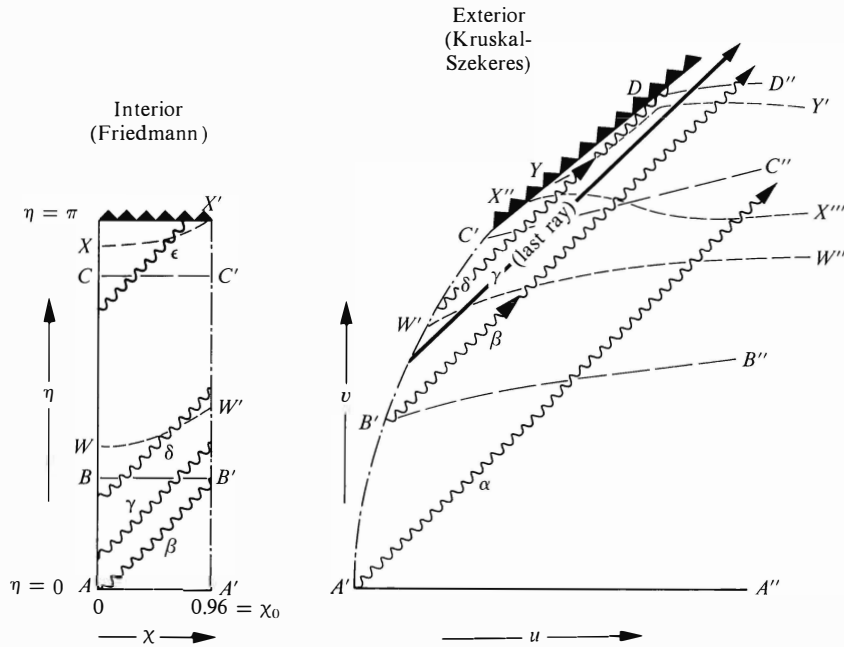 Interior
(Friedmann)
η = π
X'
X
ϵ
C
C'
η
W'
W
δ
B
B'
γ
β
η = 0
A
A'
0
0.96 = χ₀
χ
Exterior
(Kruskal-
Szekeres)
D
D''
Y'
Y
C''
X''
X'''
C'
γ (last ray)
δ
W''
W'
β
B''
υ
B'
α
A'
A''
u